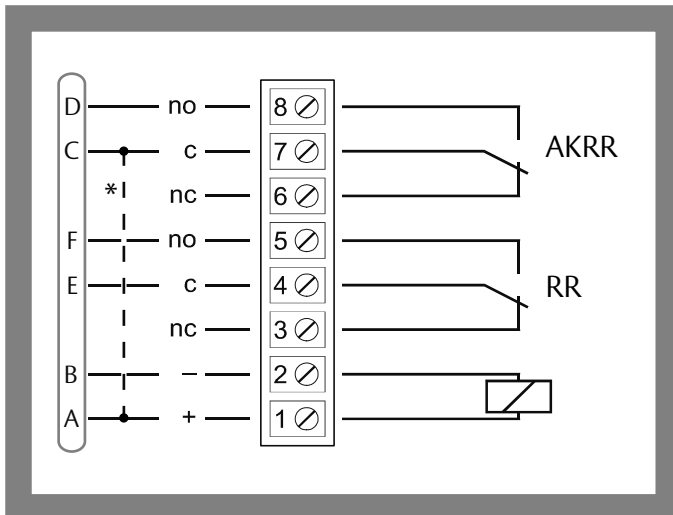 D no 8
C c 7 AKRR
* nc 6
F no 5
E c 4 RR
nc 3
B – 2
A + 1